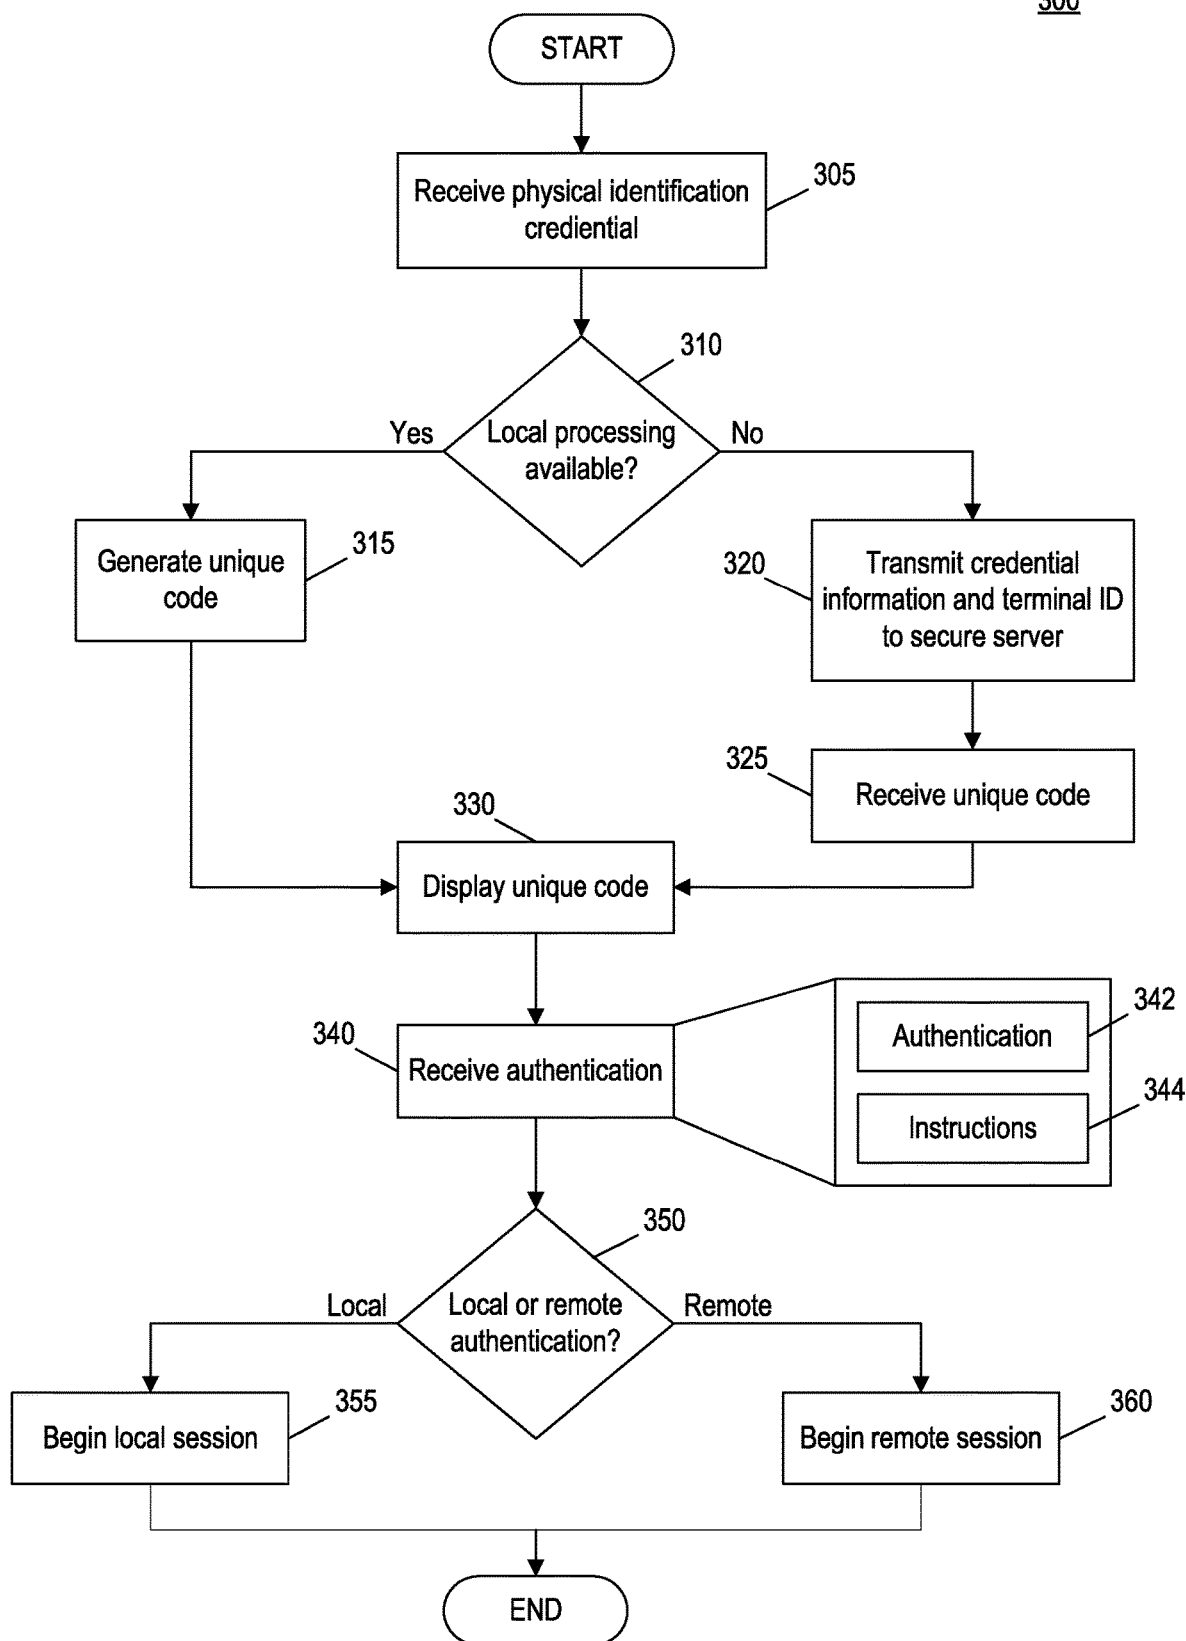 300
START
Receive physical identification
crediential
305
310
Local processing
available?
Yes
No
Generate unique
code
315
320
Transmit credential
information and terminal ID
to secure server
325
Receive unique code
330
Display unique code
340
Receive authentication
Authentication
342
Instructions
344
350
Local or remote
authentication?
Local
Remote
Begin local session
355
Begin remote session
360
END